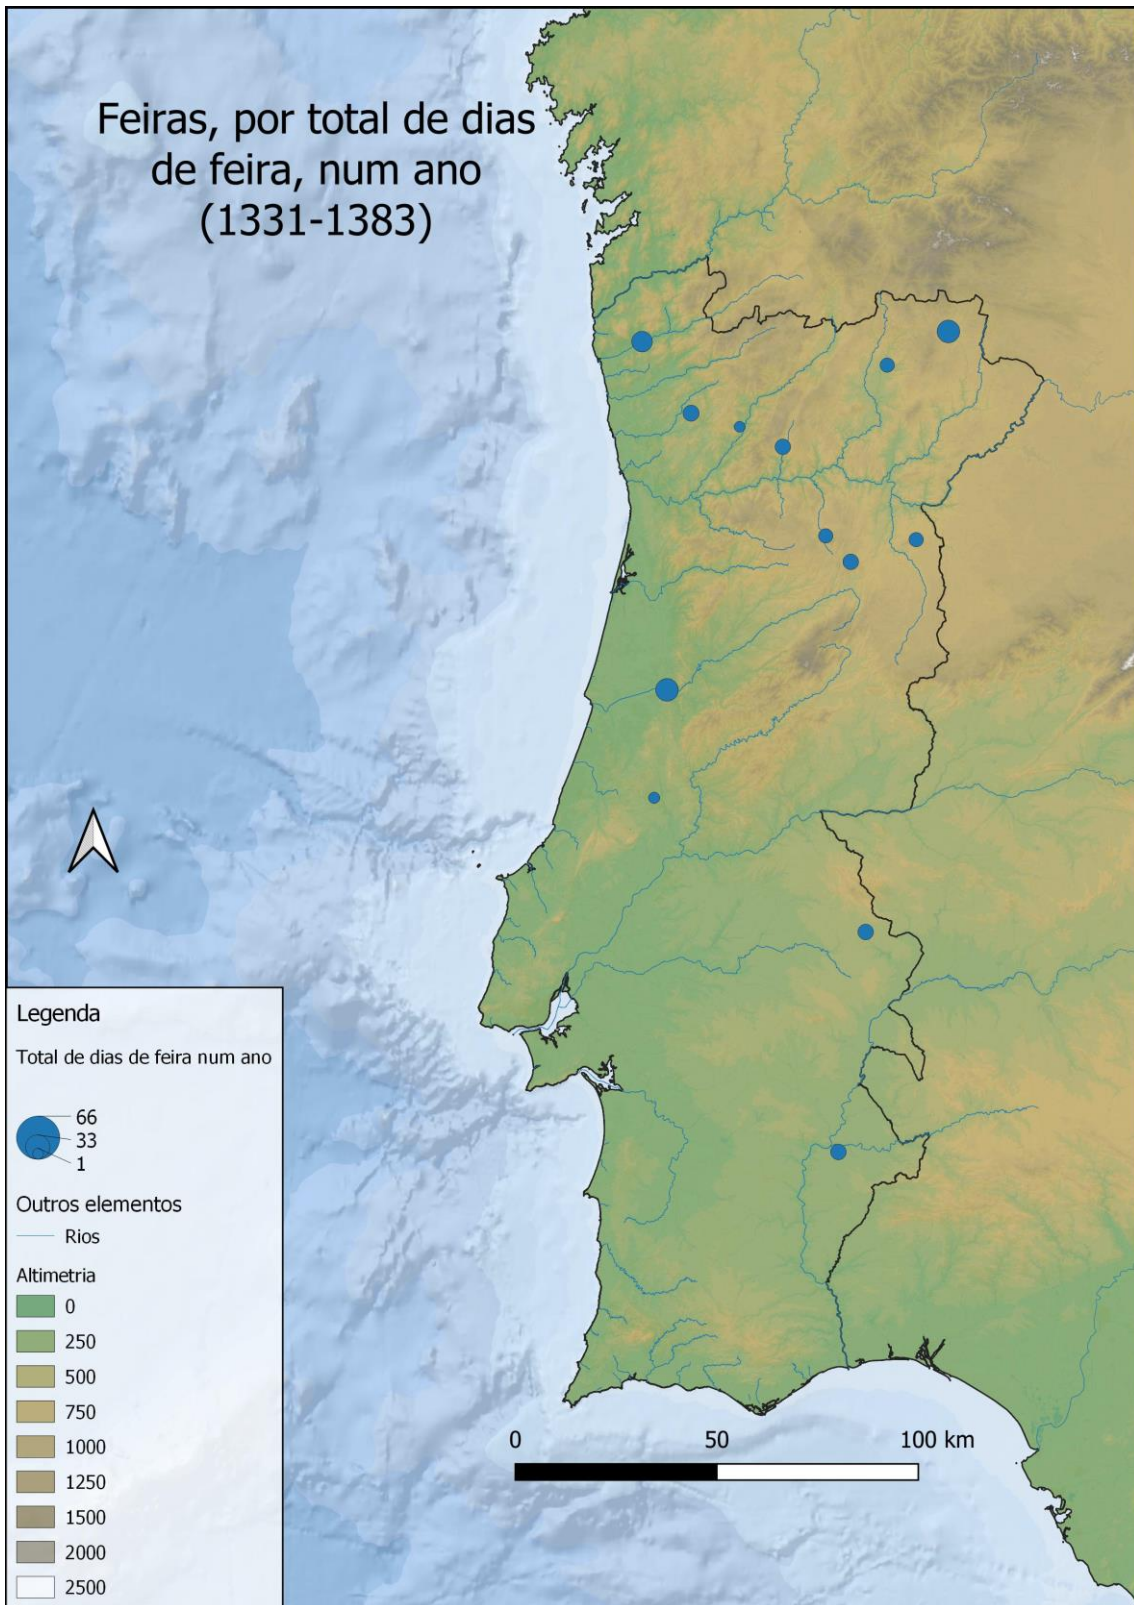 Feiras, por total de dias
de feira, num ano
(1331-1383)
Legenda
Total de dias de feira num ano
66
33
1
Outros elementos
Rios
Altimetria
0
250
500
750
1000
1250
1500
2000
2500
0 50 100 km